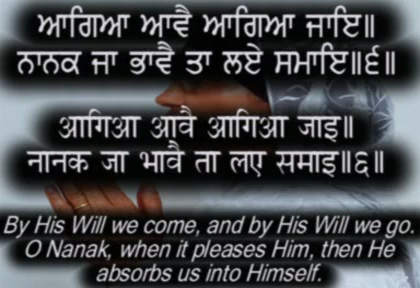 ਆਗਿਆ ਆਵੈ ਆਗਿਆ ਜਾਇ॥
ਨਾਨਕ ਜਾ ਭਾਵੈ ਤਾ ਲਏ ਸਮਾਇ॥੬॥
आगिआ आवै आगिआ जाइ॥
नानक जा भावै ता लए समाइ॥६॥
By His Will we come, and by His Will we go.
O Nanak, when it pleases Him, then He
absorbs us into Himself.